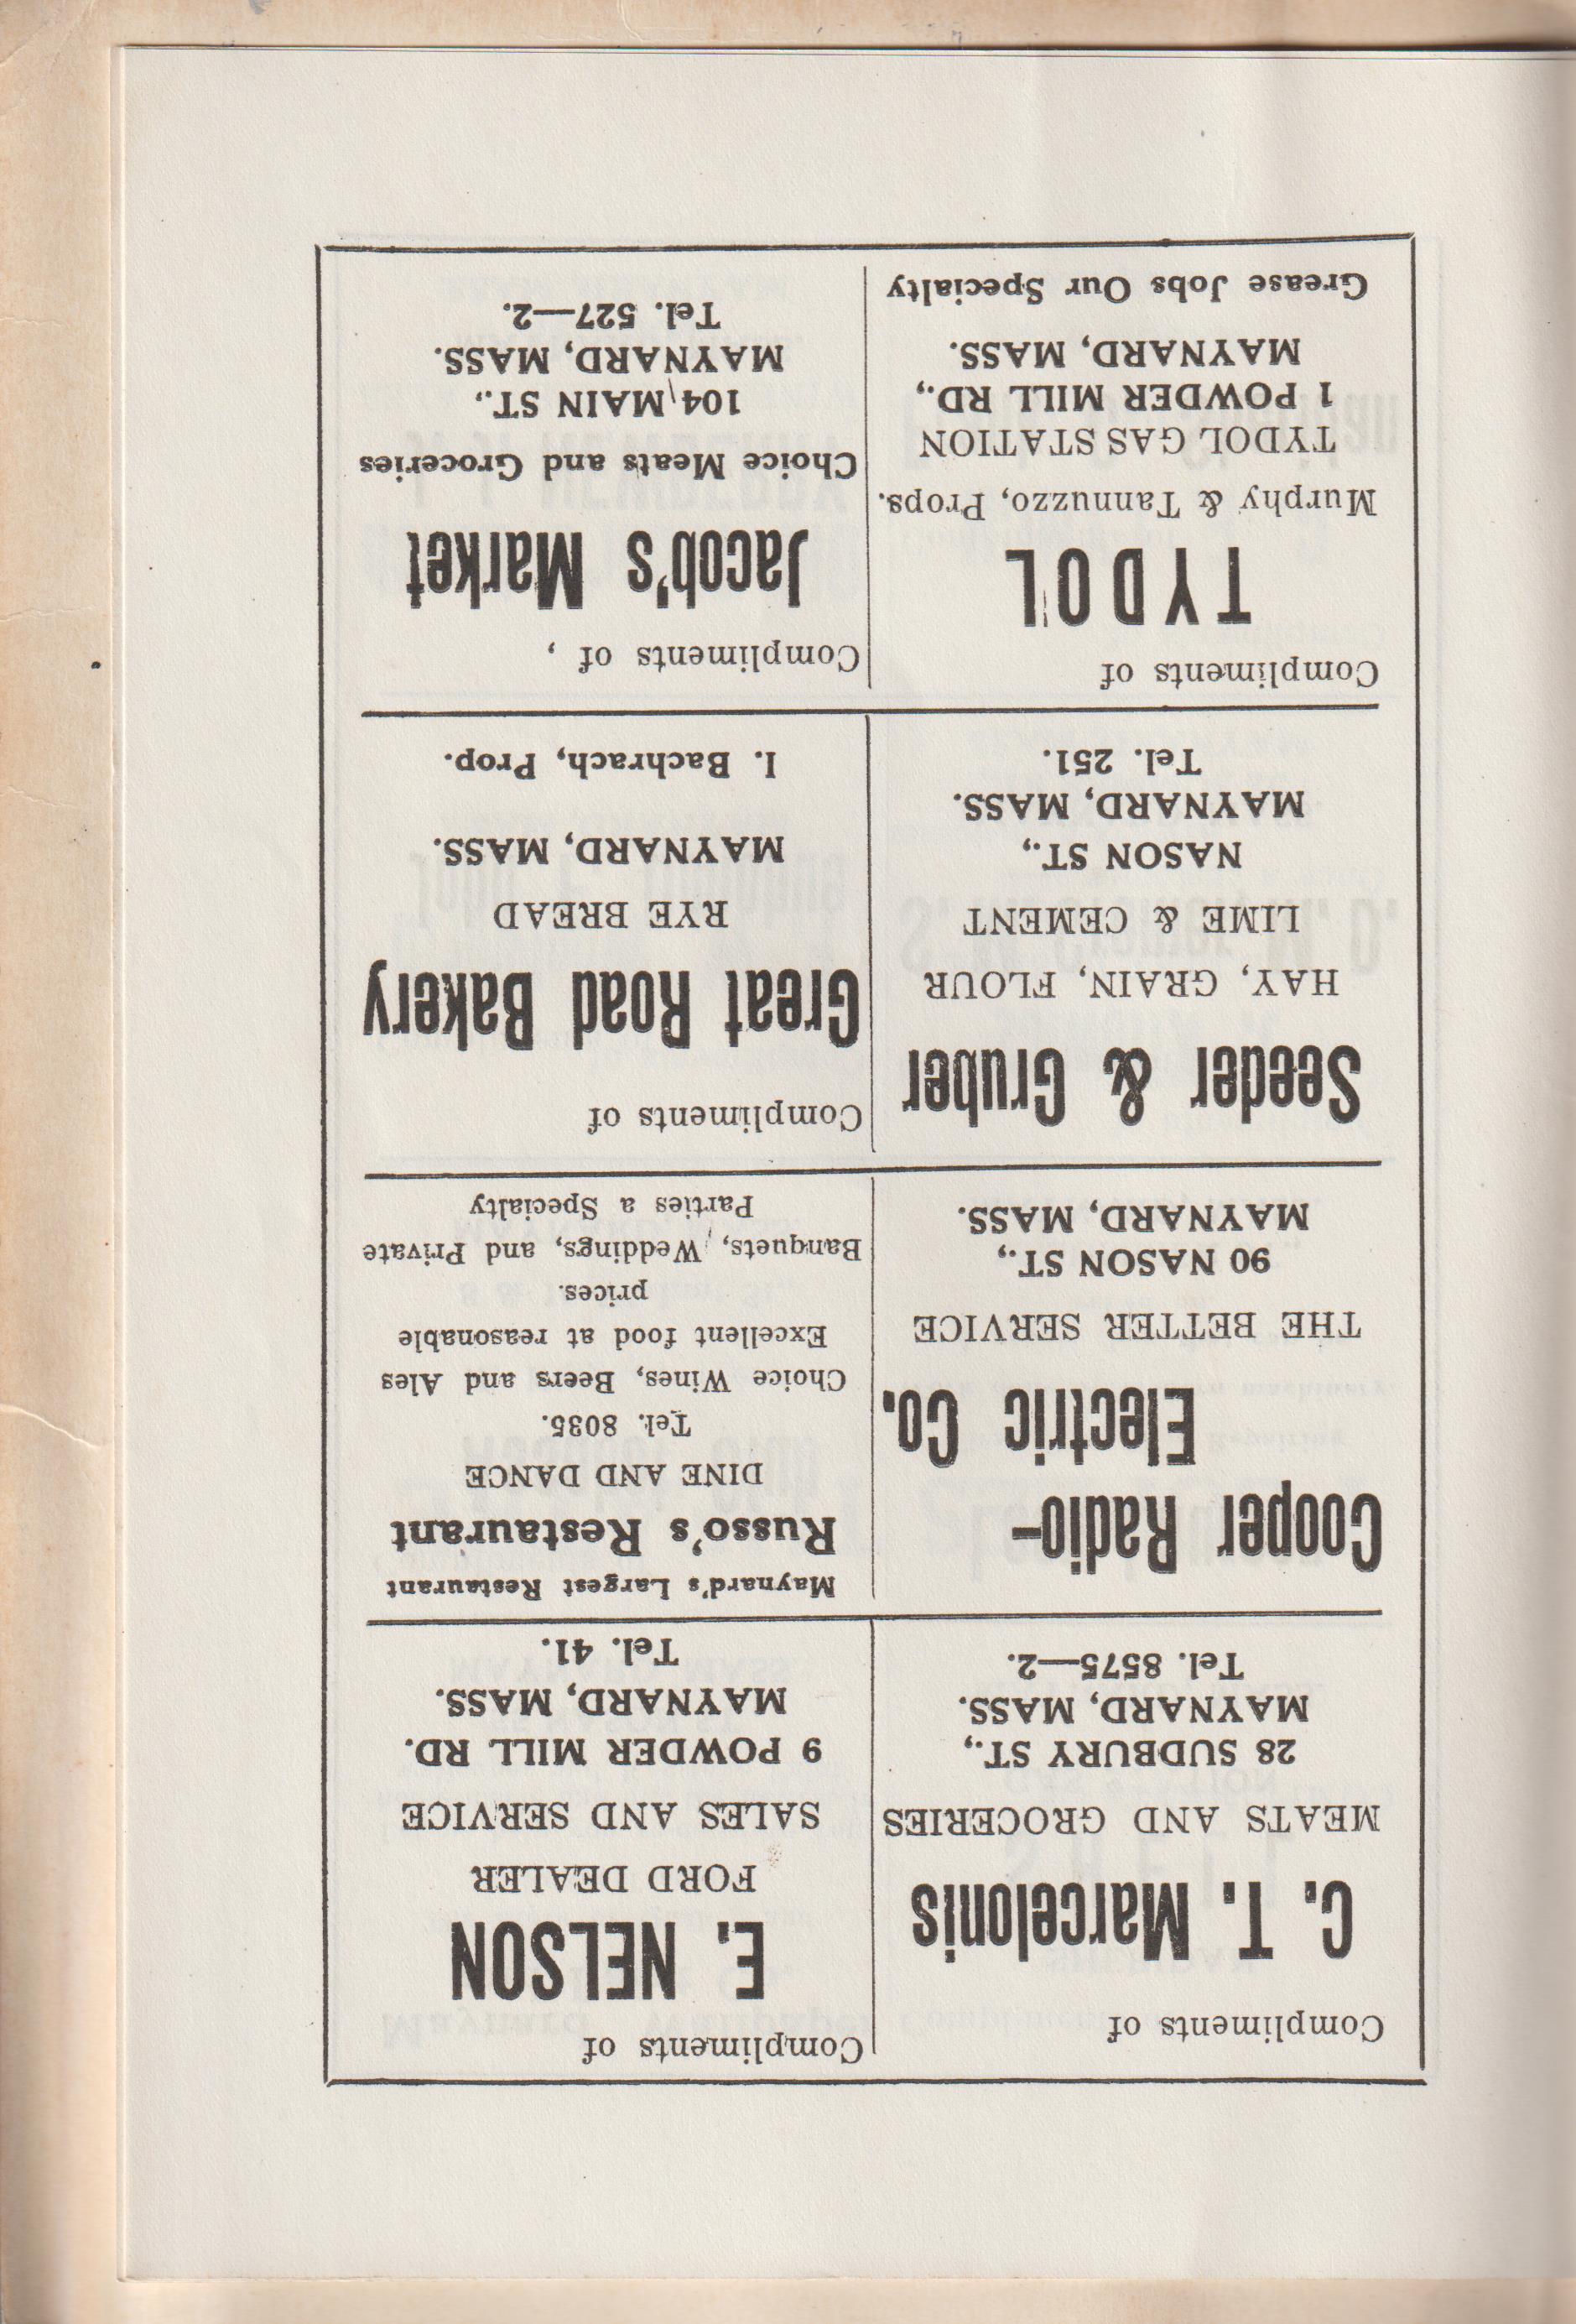 Compliments of
C. T. Marcelonis
MEATS AND GROCERIES
28 SUDBURY ST.,
MAYNARD, MASS.
Tel. 8575—2.
Compliments of
E. NELSON
FORD DEALER
SALES AND SERVICE
9 POWDER MILL RD.
MAYNARD, MASS.
Tel. 41.
Cooper Radio-
Electric Co.
THE BETTER SERVICE
90 NASON ST.,
MAYNARD, MASS.
Maynard's Largest Restaurant
Russo's Restaurant
DINE AND DANCE
Tel. 8035.
Choice Wines, Beers and Ales
Excellent food at reasonable
prices.
Banquets, Weddings, and Private
Parties a Specialty
Seeder & Gruber
HAY, GRAIN, FLOUR
LIME & CEMENT
NASON ST.,
MAYNARD, MASS.
Tel. 251.
Compliments of
Great Road Bakery
RYE BREAD
MAYNARD, MASS.
I. Bachrach, Prop.
Compliments of
TYDOL
Murphy & Tannuzzo, Props.
TYDOL GAS STATION
1 POWDER MILL RD.,
MAYNARD, MASS.
Grease Jobs Our Specialty
Compliments of ,
Jacob's Market
Choice Meats and Groceries
104 MAIN ST.,
MAYNARD, MASS.
Tel. 527—2.